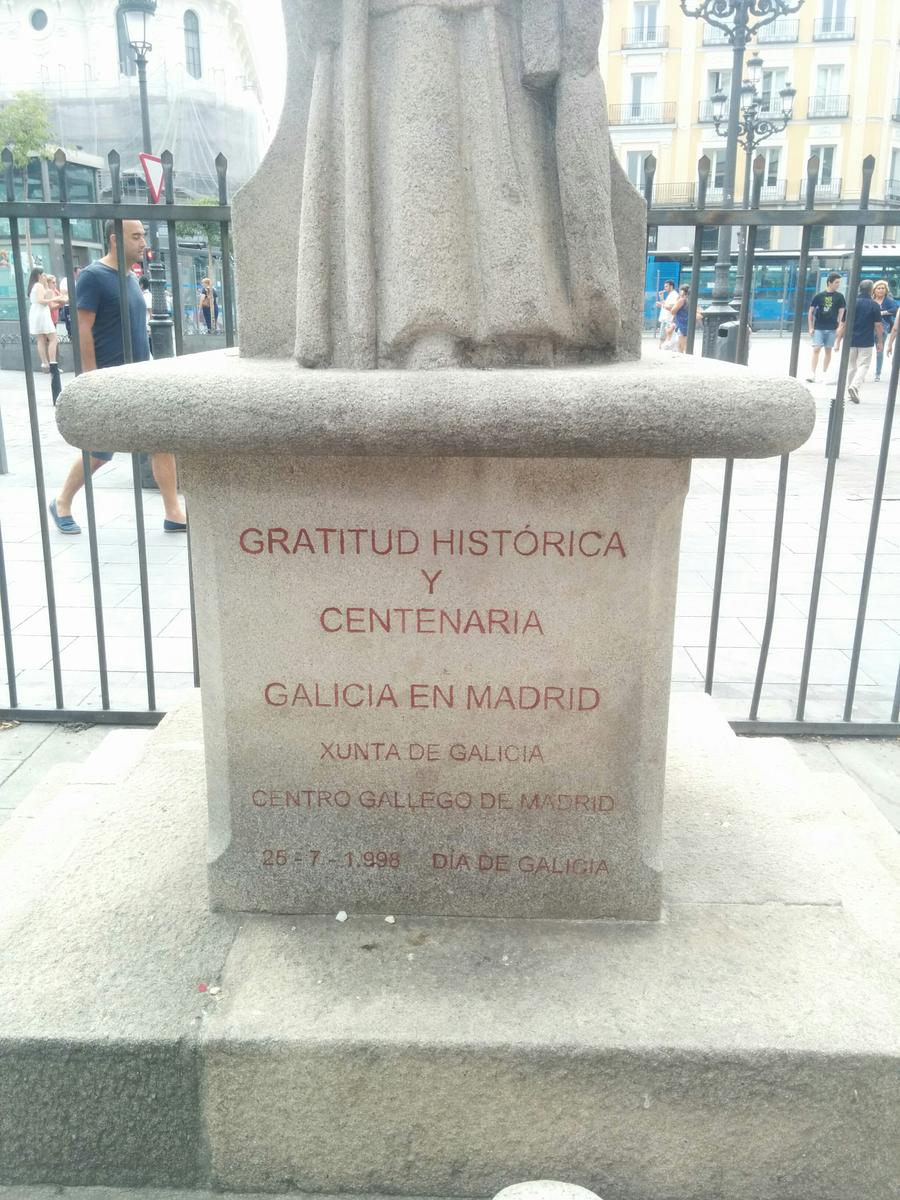 GRATITUD HISTÓRICA
Y
CENTENARIA
GALICIA EN MADRID
XUNTA DE GALICIA
CENTRO GALLEGO DE MADRID
25 - 7 - 1.998 DÍA DE GALICIA